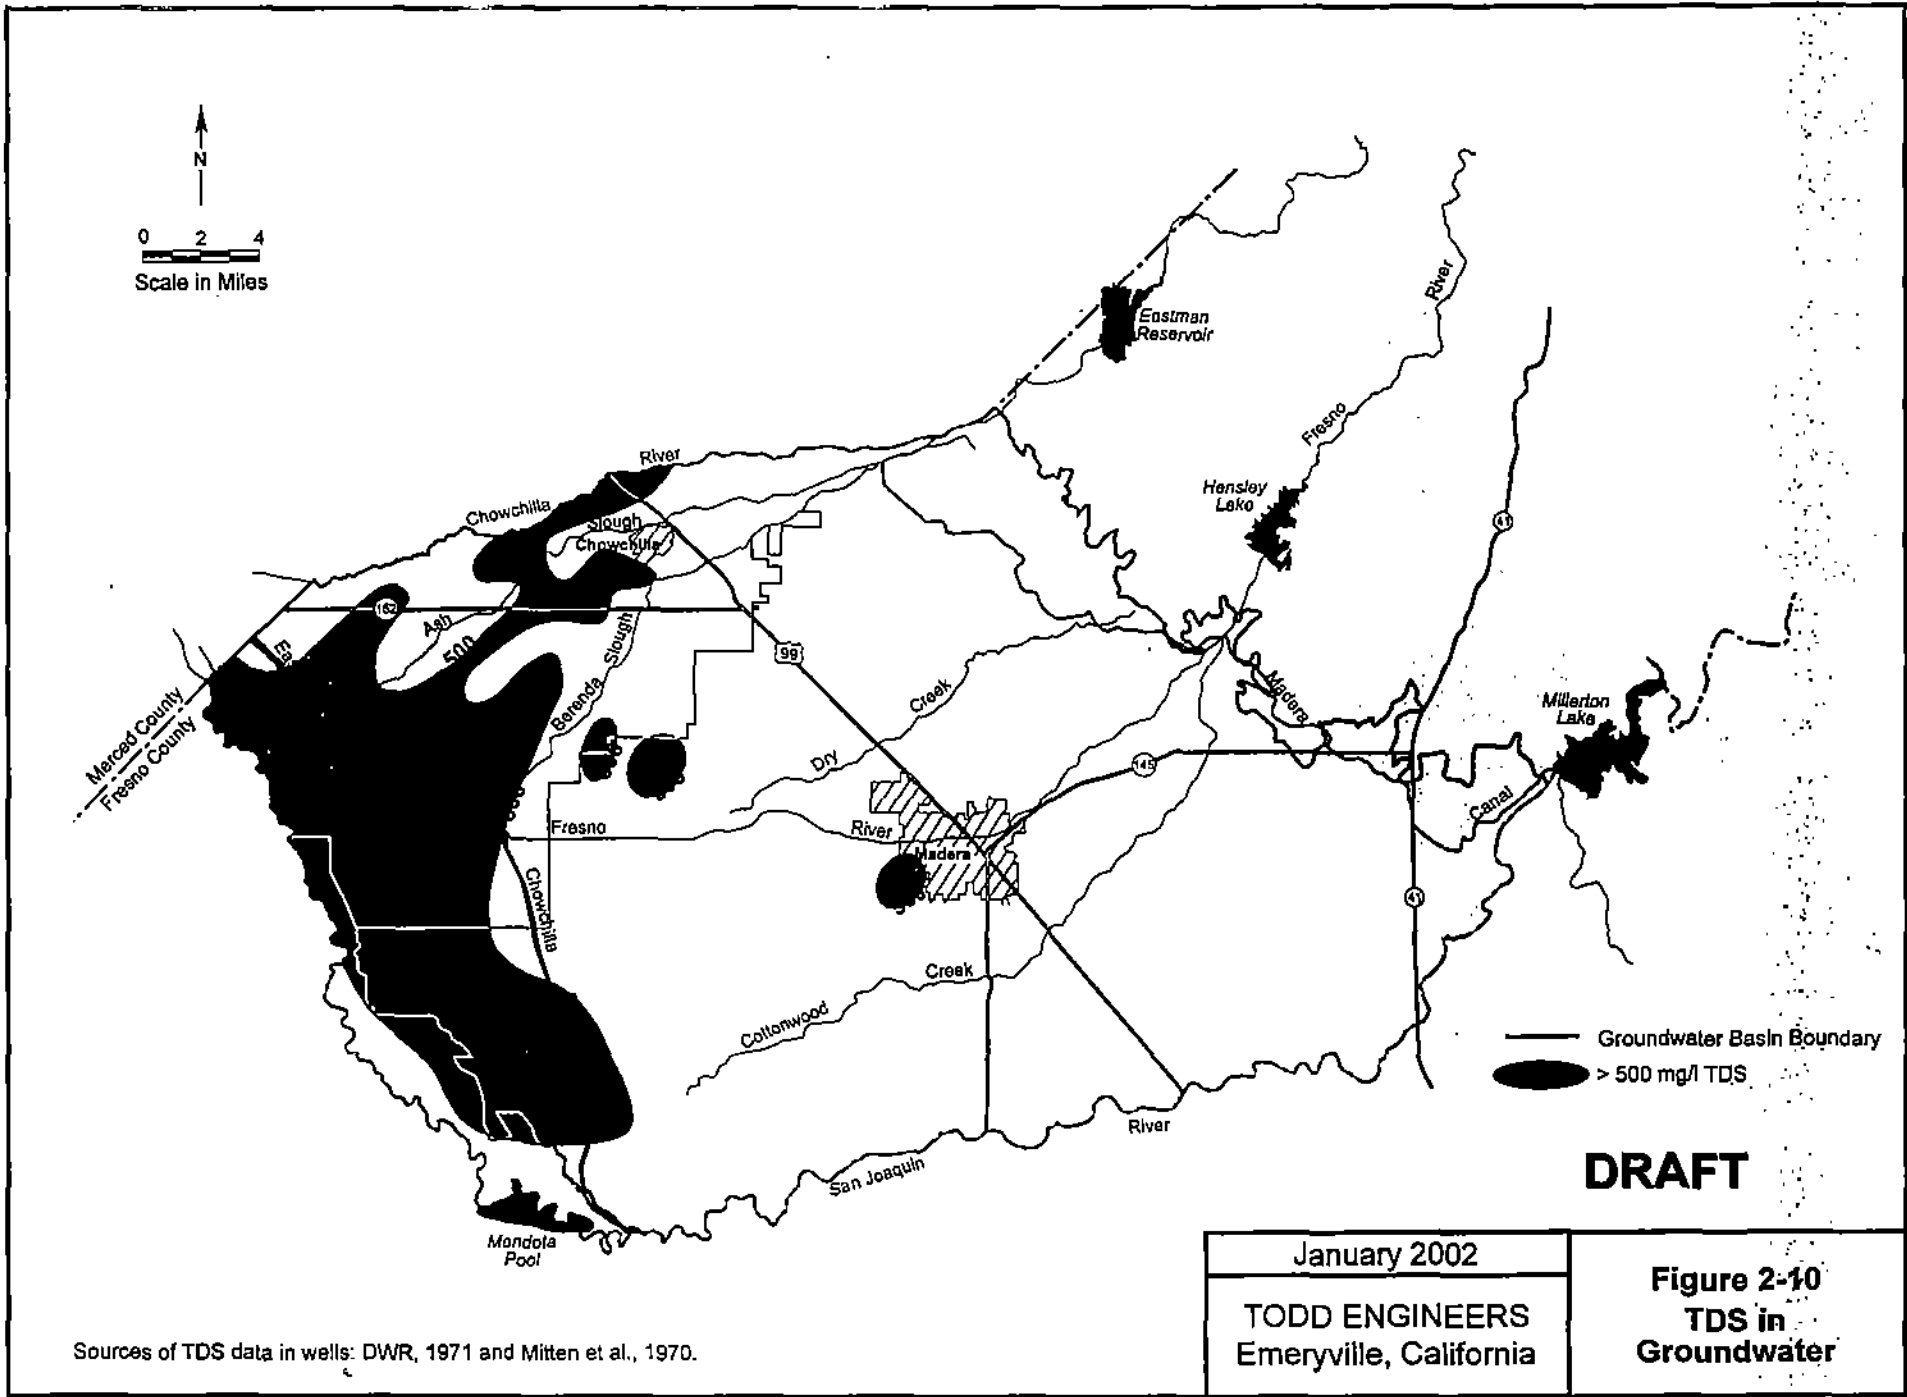 N
0 2 4
Scale in Miles
Eastman
Reservoir
River
Fresno
Hensley
Lake
41
River
Chowchilla
Slough
Chowchilla
152
Ash
500
Slough
Berenda
99
Merced County
Fresno County
Creek
Dry
Madera
Millerton
Lake
145
Canal
Fresno
River
Madera
Chowchilla
41
Creek
Cottonwood
River
San Joaquin
Mendota
Pool
Groundwater Basin Boundary
> 500 mg/l TDS
DRAFT
January 2002
TODD ENGINEERS
Emeryville, California
Figure 2-10
TDS in
Groundwater
Sources of TDS data in wells: DWR, 1971 and Mitten et al., 1970.